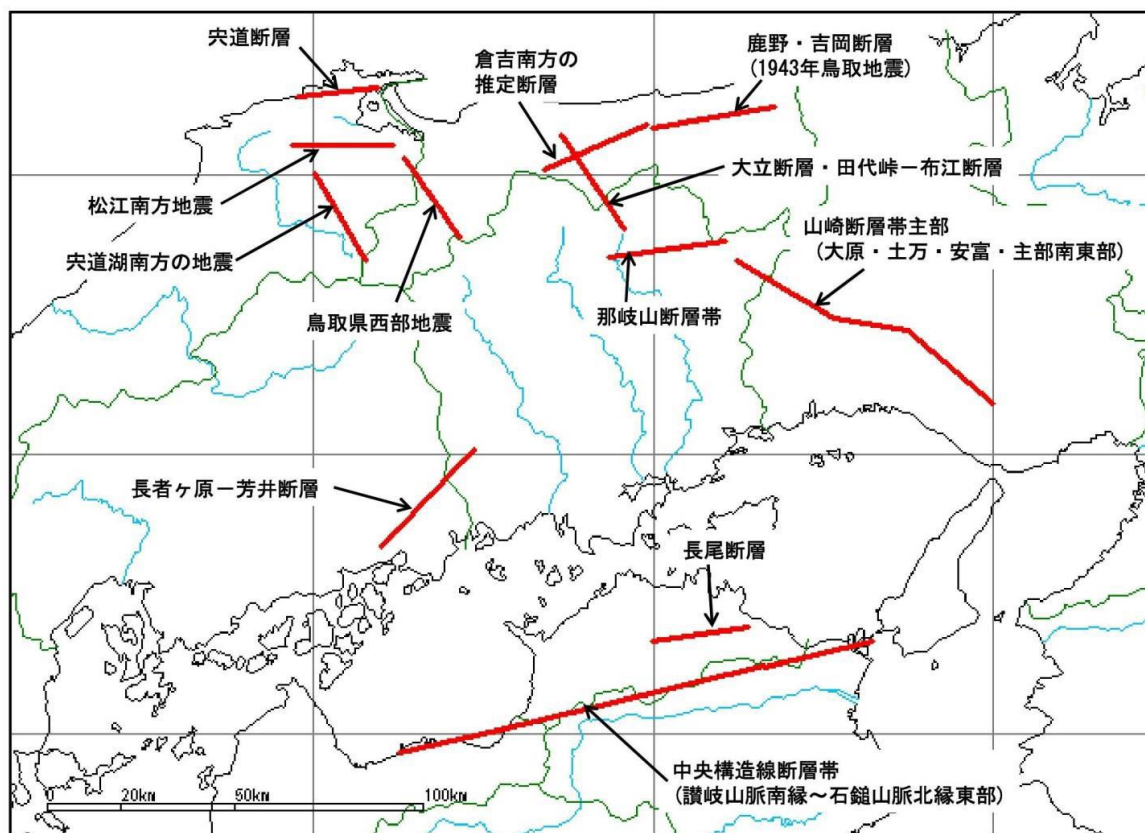 宍道断層
倉吉南方の
推定断層
鹿野・吉岡断層
(1943年鳥取地震)
大立断層・田代峠－布江断層
松江南方地震
宍道湖南方の地震
鳥取県西部地震
山崎断層帯主部
(大原・土万・安富・主部南東部)
那岐山断層帯
長者ヶ原－芳井断層
長尾断層
中央構造線断層帯
(讃岐山脈南縁～石鎚山脈北縁東部)
0 20km 50km 100km